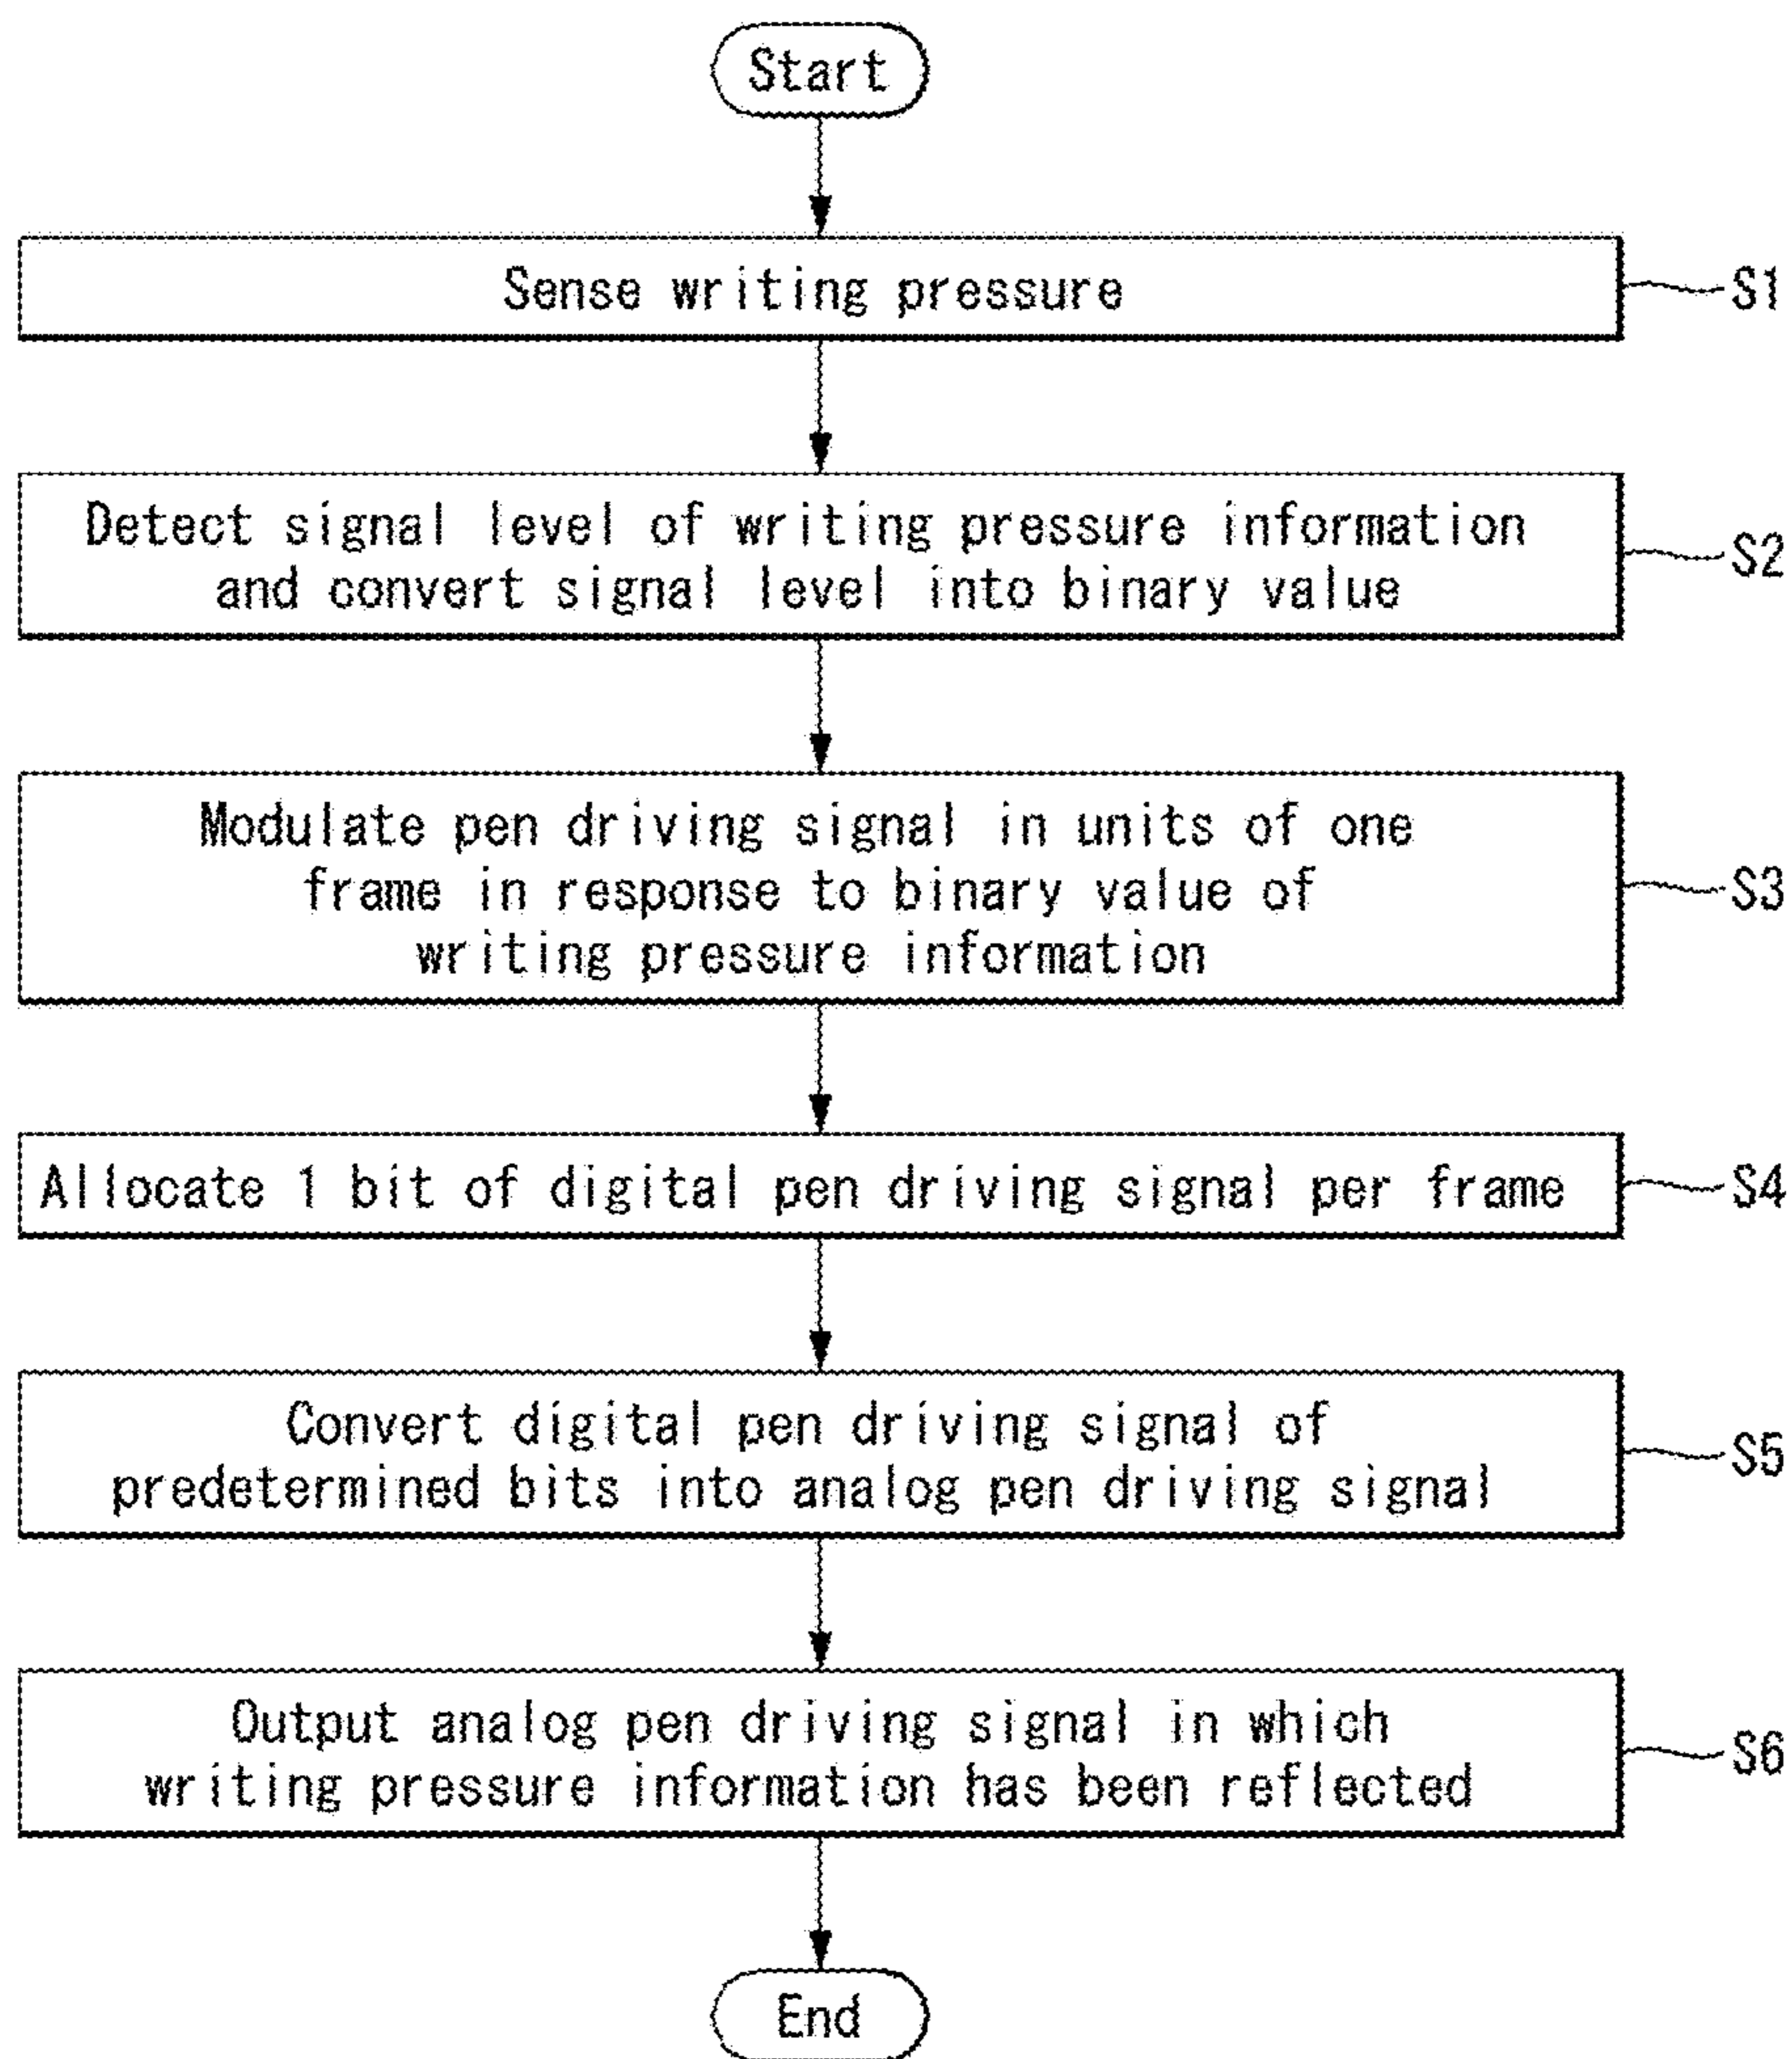 Start
Sense writing pressure
S1
Detect signal level of writing pressure information
and convert signal level into binary value
S2
Modulate pen driving signal in units of one
frame in response to binary value of
writing pressure information
S3
Allocate 1 bit of digital pen driving signal per frame
S4
Convert digital pen driving signal of
predetermined bits into analog pen driving signal
S5
Output analog pen driving signal in which
writing pressure information has been reflected
S6
End